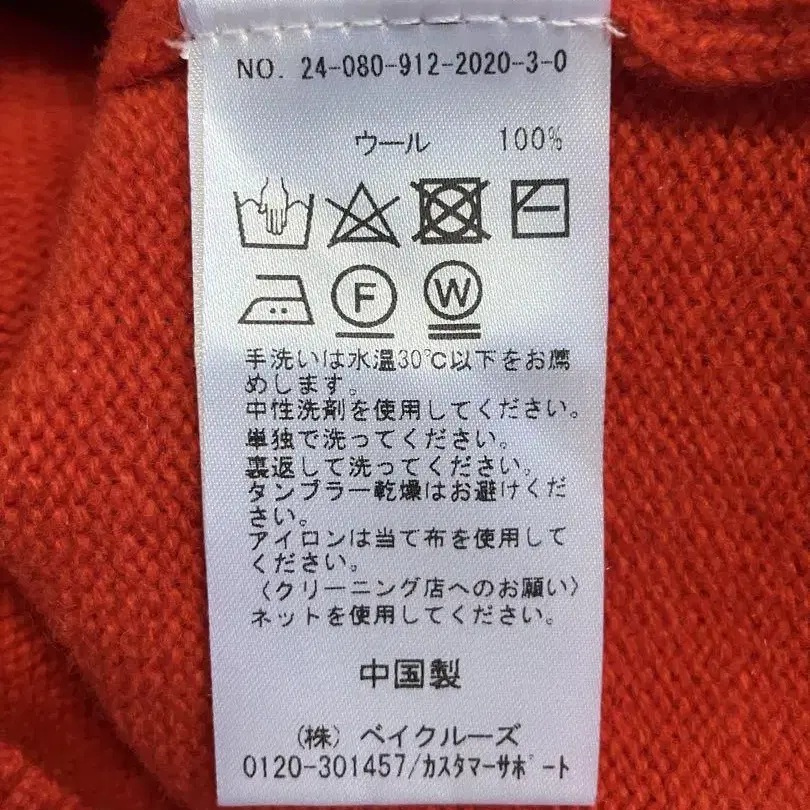 NO. 24-080-912-2020-3-0
ウール 100%
F W
手洗いは水温30℃以下をお薦
めします。
中性洗剤を使用してください。
単独で洗ってください。
裏返して洗ってください。
タンブラー乾燥はお避けくだ
さい。
アイロンは当て布を使用して
ください。
〈クリーニング店へのお願い〉
ネットを使用してください。
中国製
(株) ベイクルーズ
0120-301457/カスタマーサポート